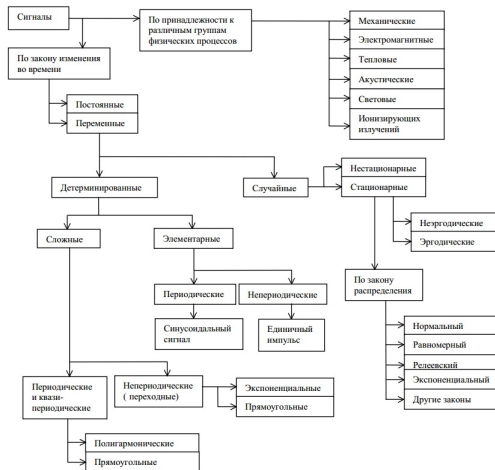 Сигналы
По принадлежности к
различным группам
физических процессов
Механические
Электромагнитные
Тепловые
Акустические
Световые
Ионизирующих
излучений
По закону изменения
во времени
Постоянные
Переменные
Детерминированные
Случайные
Нестационарные
Стационарные
Неэргодические
Эргодические
Сложные
Элементарные
Периодические
Непериодические
Синусоидальный
сигнал
Единичный
импульс
По закону
распределения
Нормальный
Равномерный
Релеевский
Экспоненциальный
Другие законы
Периодические
и квази-
периодические
Непериодические
( переходные)
Экспоненциальные
Прямоугольные
Полигармонические
Прямоугольные